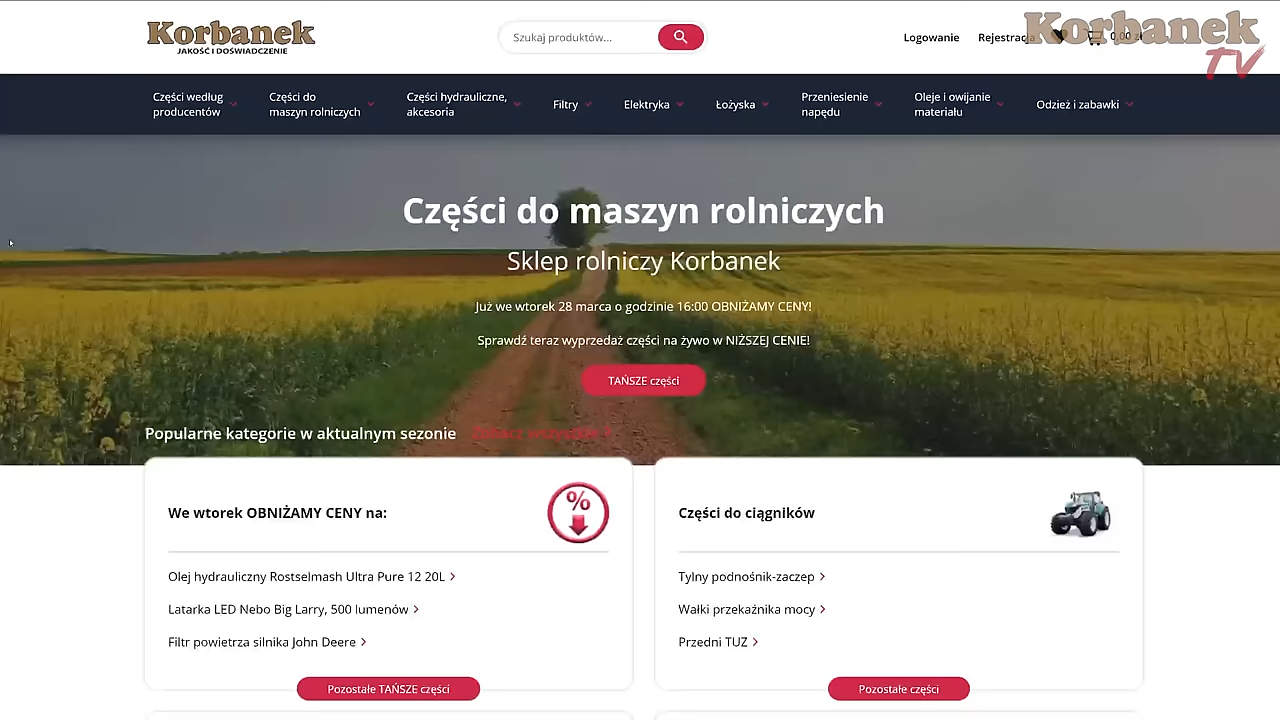 Korbanek
JAKOŚĆ I DOŚWIADCZENIE
Szukaj produktów...
Logowanie
Rejestracja
0,00 zł
Korbanek
TV
Części według
producentów
Części do
maszyn rolniczych
Części hydrauliczne,
akcesoria
Filtry
Elektryka
Łożyska
Przeniesienie
napędu
Oleje i owijanie
materiału
Odzież i zabawki
Części do maszyn rolniczych
Sklep rolniczy Korbanek
Już we wtorek 28 marca o godzinie 16:00 OBNIŻAMY CENY!
Sprawdź teraz wyprzedaż części na żywo w NIŻSZEJ CENIE!
TAŃSZE części
Popularne kategorie w aktualnym sezonie
Zobacz wszystkie
We wtorek OBNIŻAMY CENY na:
%
Olej hydrauliczny Rostselmash Ultra Pure 12 20L
Latarka LED Nebo Big Larry, 500 lumenów
Filtr powietrza silnika John Deere
Pozostałe TAŃSZE części
Części do ciągników
Tylny podnośnik-zaczep
Wałki przekaźnika mocy
Przedni TUZ
Pozostałe części